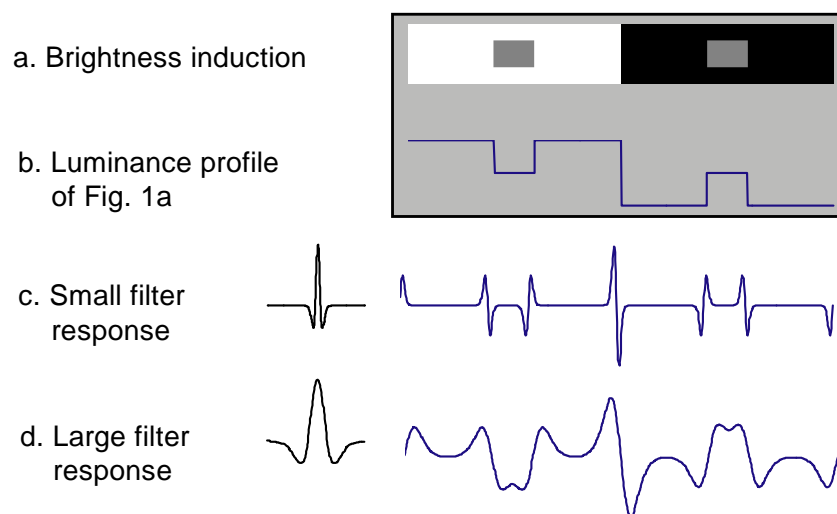 a. Brightness induction
b. Luminance profile
of Fig. 1a
c. Small filter
response
d. Large filter
response